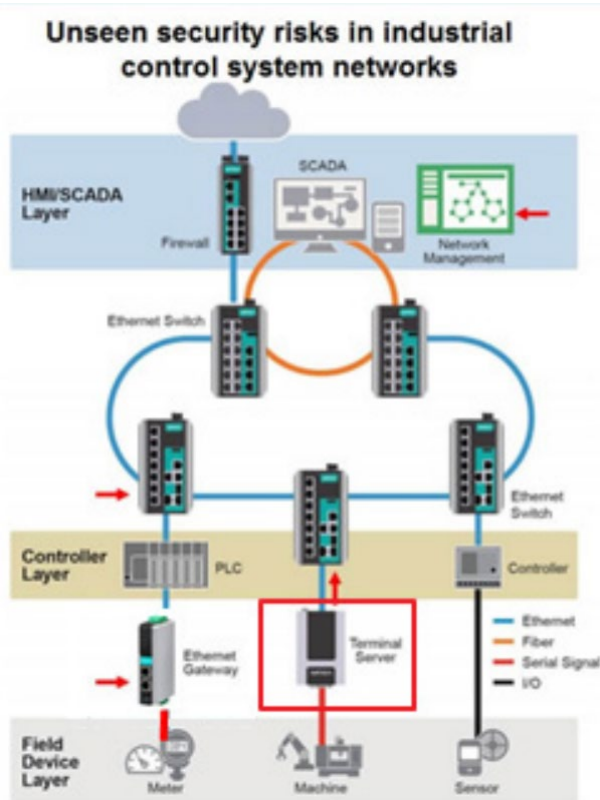 Unseen security risks in industrial
control system networks
SCADA
HMI/SCADA
Layer
Firewall
Network
Management
Ethernet Switch
Ethernet
Switch
Controller
Layer
PLC
Controller
Ethernet
Gateway
Terminal
Server
Ethernet
Fiber
Serial Signal
I/O
Field
Device
Layer
Meter
Machine
Sensor